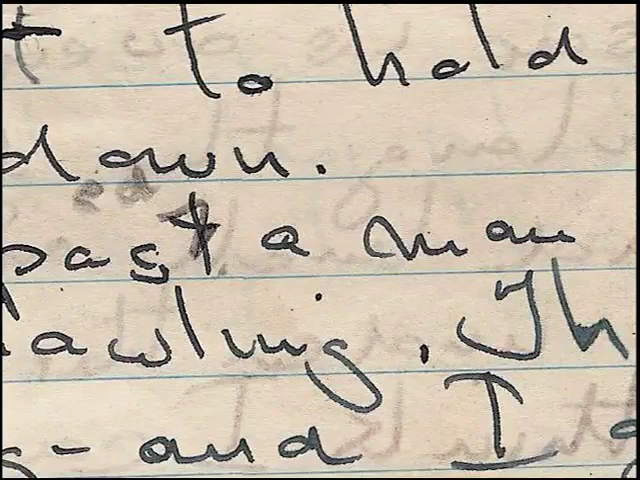 t to hold
down.
past a man
awling. Th
g- and I